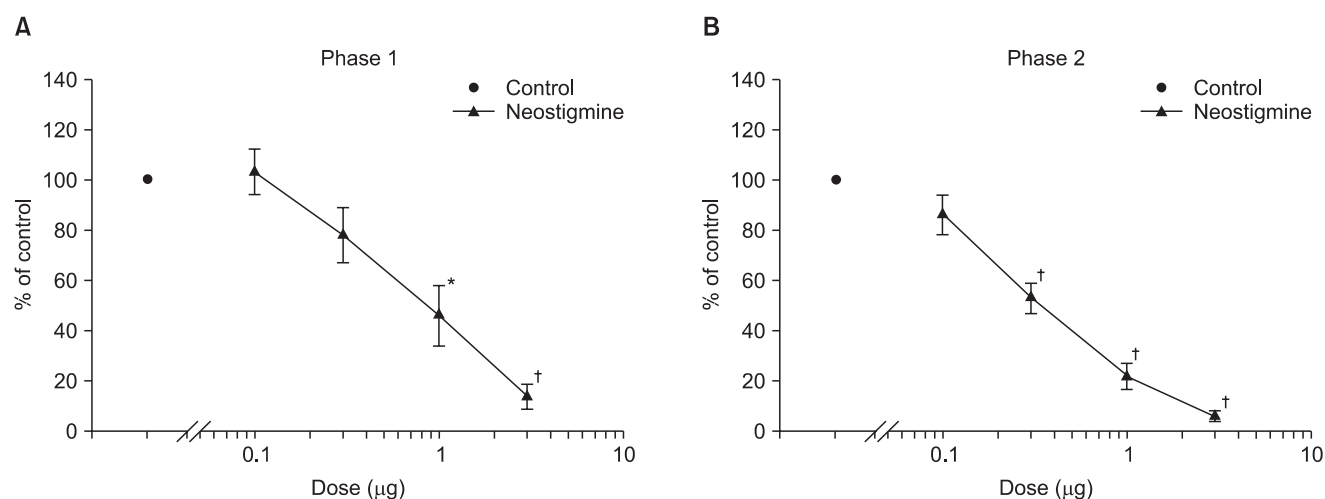 A
Phase 1
140
120
100
80
60
40
20
0
% of control
Control
Neostigmine
*
†
0.1
1
10
Dose (μg)
B
Phase 2
140
120
100
80
60
40
20
0
% of control
Control
Neostigmine
†
†
†
0.1
1
10
Dose (μg)